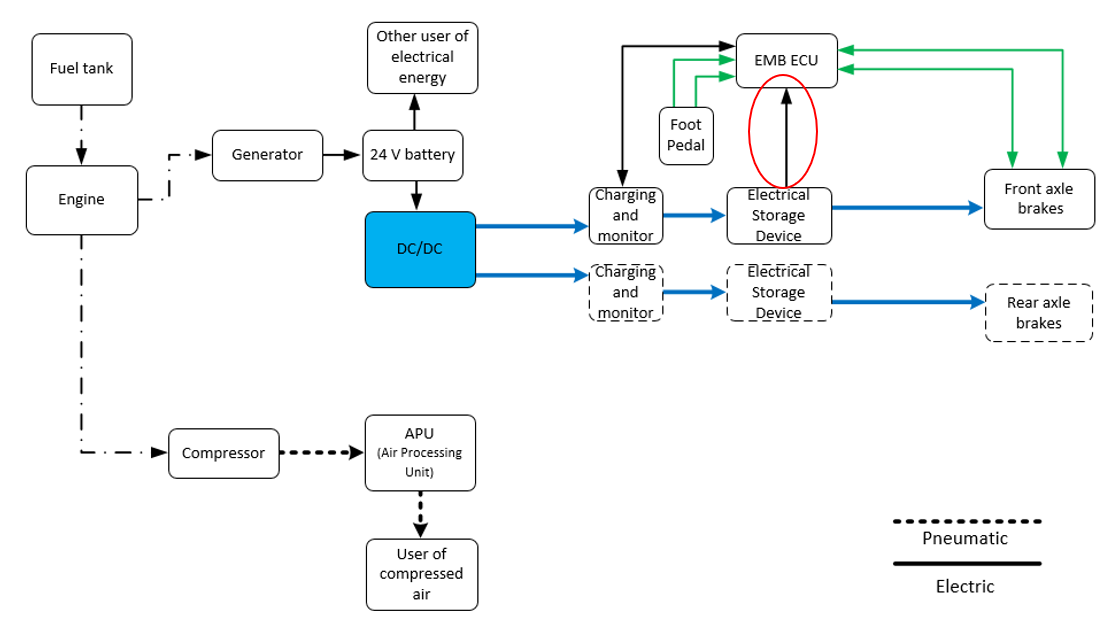 Fuel tank
Other user of
electrical
energy
EMB ECU
Foot
Pedal
Generator
24 V battery
Engine
Charging
and
monitor
Electrical
Storage
Device
Front axle
brakes
DC/DC
Charging
and
monitor
Electrical
Storage
Device
Rear axle
brakes
Compressor
APU
(Air Processing
Unit)
User of
compressed
air
Pneumatic
Electric